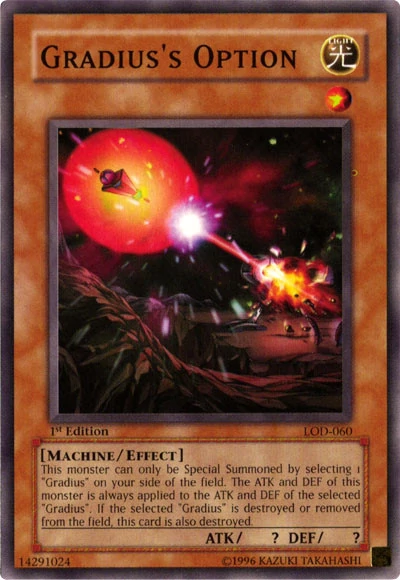 GRADIUS'S OPTION
LIGHT
光
1st Edition
LOD-060
[MACHINE/EFFECT]
This monster can only be Special Summoned by selecting 1
"Gradius" on your side of the field. The ATK and DEF of this
monster is always applied to the ATK and DEF of the selected
"Gradius". If the selected "Gradius" is destroyed or removed
from the field, this card is also destroyed.
ATK/ ? DEF/ ?
14291024
©1996 KAZUKI TAKAHASHI